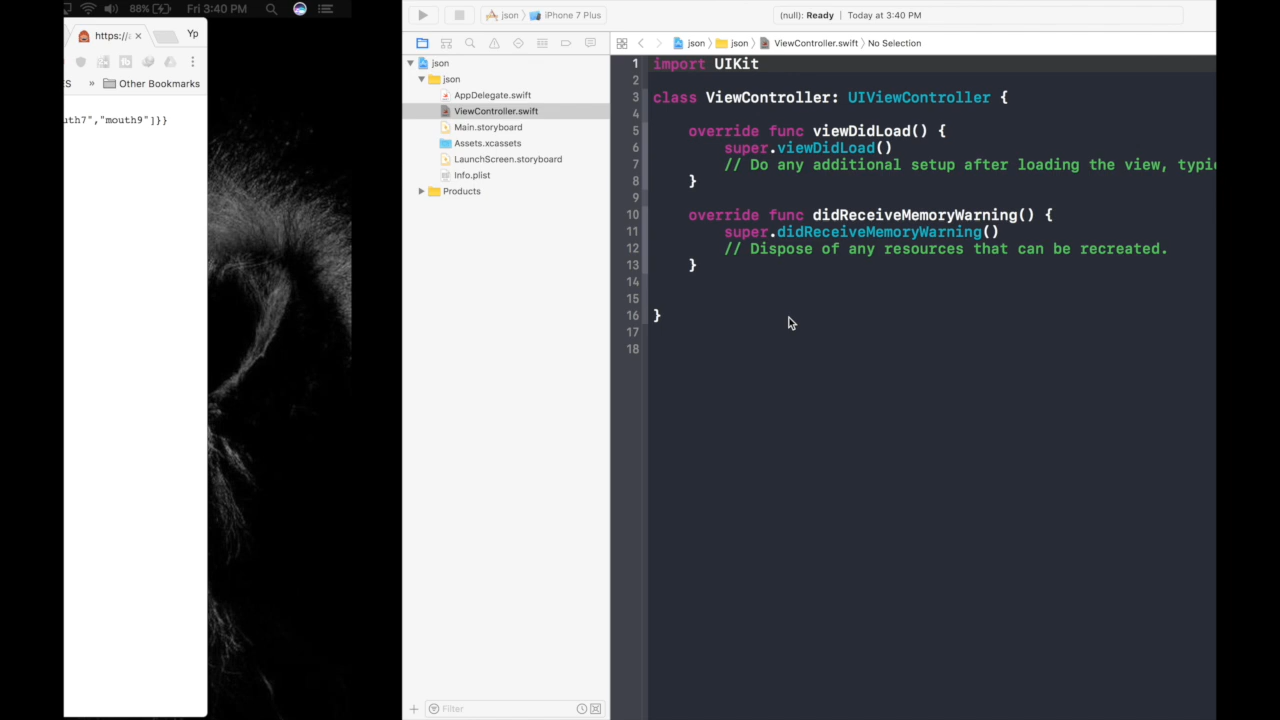 88% Fri 3:40 PM
https:// Yp
» Other Bookmarks
uth7","mouth9"]}}
json iPhone 7 Plus
(null): Ready | Today at 3:40 PM
json json ViewController.swift No Selection
json
json
AppDelegate.swift
ViewController.swift
Main.storyboard
Assets.xcassets
LaunchScreen.storyboard
Info.plist
Products
Filter
1 import UIKit
2
3 class ViewController: UIViewController {
4
5 override func viewDidLoad() {
6 super.viewDidLoad()
7 // Do any additional setup after loading the view, typic
8 }
9
10 override func didReceiveMemoryWarning() {
11 super.didReceiveMemoryWarning()
12 // Dispose of any resources that can be recreated.
13 }
14
15
16 }
17
18